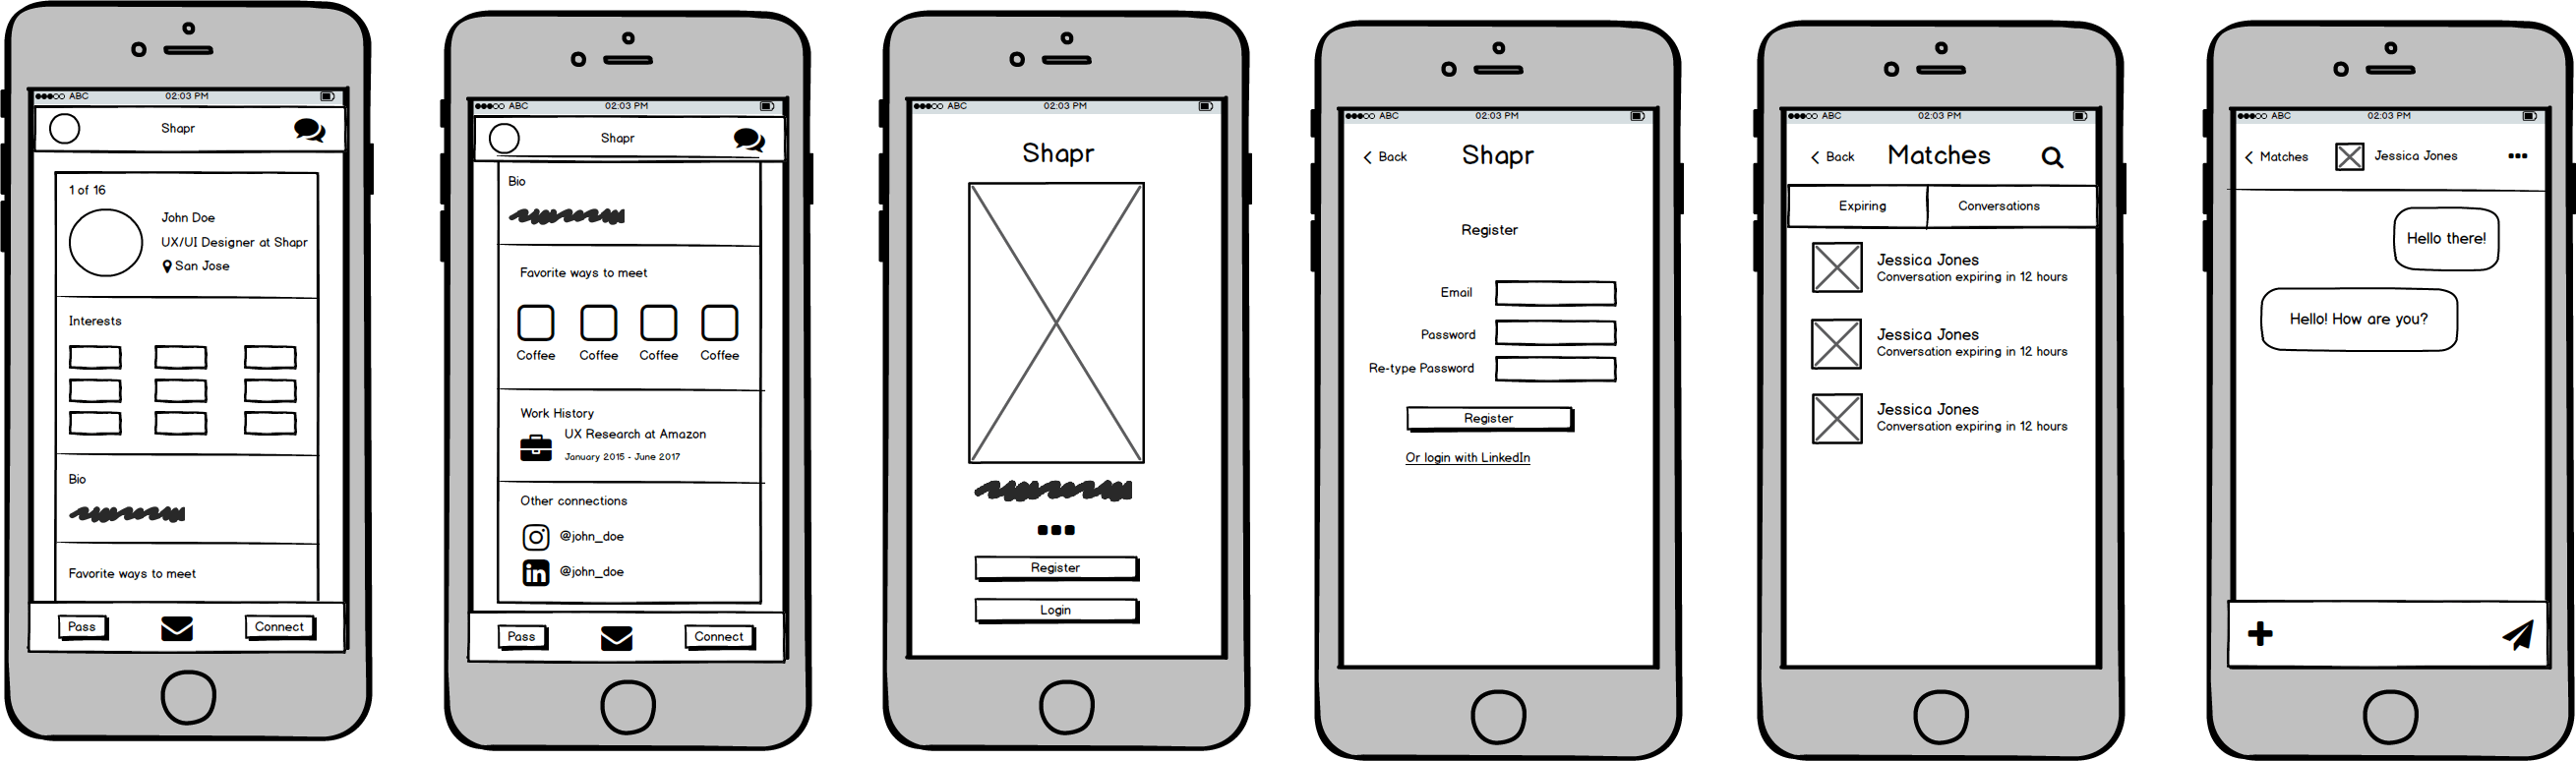 ABC 02:03 PM
Shapr
1 of 16
John Doe
UX/UI Designer at Shapr
San Jose
Interests
Bio
Favorite ways to meet
Pass Connect
ABC 02:03 PM
Shapr
Bio
Favorite ways to meet
Coffee Coffee Coffee Coffee
Work History
UX Research at Amazon
January 2015 - June 2017
Other connections
@john_doe
in @john_doe
Pass Connect
ABC 02:03 PM
Shapr
Register
Login
ABC 02:03 PM
Back Shapr
Register
Email
Password
Re-type Password
Register
Or login with LinkedIn
ABC 02:03 PM
Back Matches
Expiring Conversations
Jessica Jones
Conversation expiring in 12 hours
Jessica Jones
Conversation expiring in 12 hours
Jessica Jones
Conversation expiring in 12 hours
ABC 02:03 PM
Matches Jessica Jones
Hello there!
Hello! How are you?